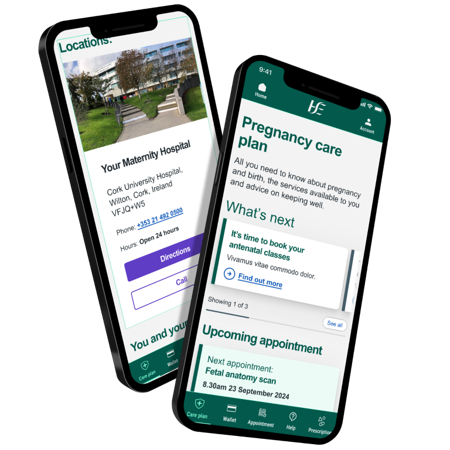 Locations:
Your Maternity Hospital
Cork University Hospital,
Wilton, Cork, Ireland
VFJQ+W5
Phone: +353 21 492 0500
Hours: Open 24 hours
Directions
Call
You and your
Care plan
Wallet
9:41
Home
HSE
Account
Pregnancy care
plan
All you need to know about pregnancy
and birth, the services available to you
and advice on keeping well.
What's next
It's time to book your
antenatal classes
Vivamus vitae commodo dolor.
Find out more
Showing 1 of 3
See all
Upcoming appointment
Next appointment:
Fetal anatomy scan
8.30am 23 September 2024
Care plan
Wallet
Appointment
Help
Prescription